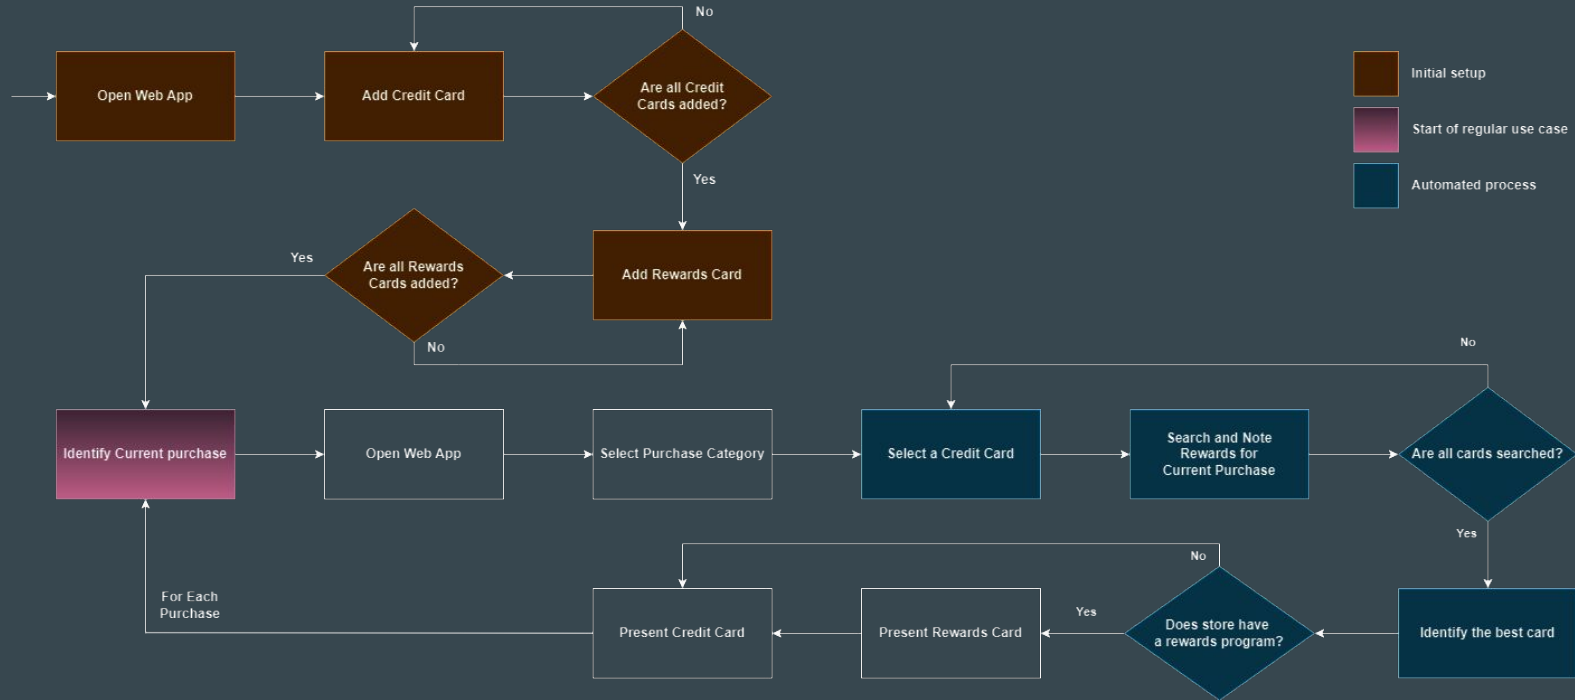 No
Open Web App
Add Credit Card
Are all Credit
Cards added?
Initial setup
Start of regular use case
Automated process
Yes
Yes
Are all Rewards
Cards added?
Add Rewards Card
No
No
Identify Current purchase
Open Web App
Select Purchase Category
Select a Credit Card
Search and Note
Rewards for
Current Purchase
Are all cards searched?
Yes
No
For Each
Purchase
Present Credit Card
Present Rewards Card
Yes
Does store have
a rewards program?
Identify the best card